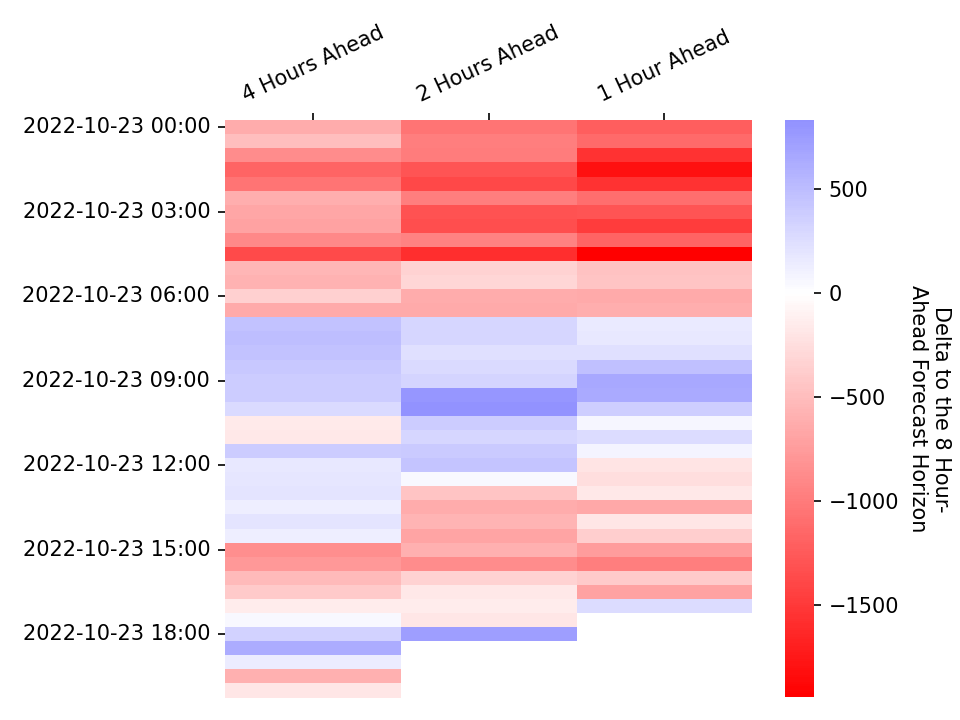 4 Hours Ahead
2 Hours Ahead
1 Hour Ahead
2022-10-23 00:00
2022-10-23 03:00
2022-10-23 06:00
2022-10-23 09:00
2022-10-23 12:00
2022-10-23 15:00
2022-10-23 18:00
500
0
−500
−1000
−1500
Delta to the 8 Hour-
Ahead Forecast Horizon